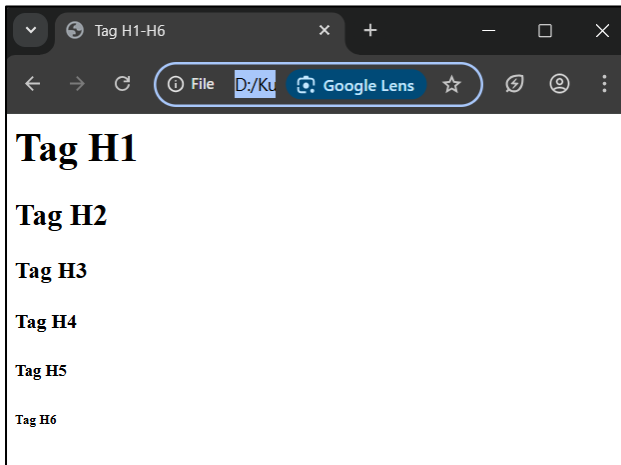 Tag H1-H6
File D:/Ku Google Lens
Tag H1
Tag H2
Tag H3
Tag H4
Tag H5
Tag H6